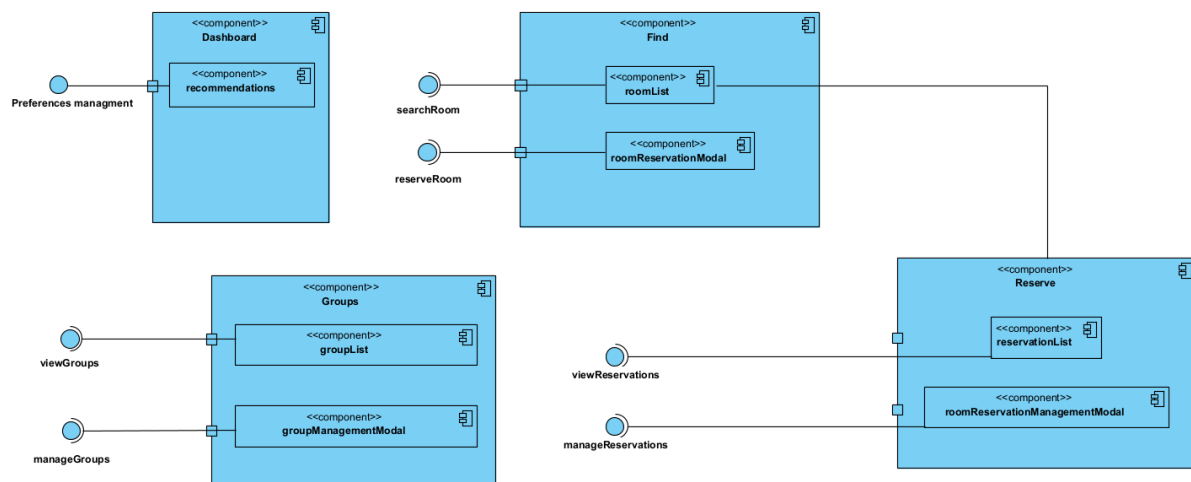 <<component>>
Dashboard
<<component>>
recommendations
Preferences managment
<<component>>
Find
<<component>>
roomList
searchRoom
<<component>>
roomReservationModal
reserveRoom
<<component>>
Groups
<<component>>
groupList
viewGroups
<<component>>
groupManagementModal
manageGroups
<<component>>
Reserve
<<component>>
reservationList
viewReservations
<<component>>
roomReservationManagementModal
manageReservations